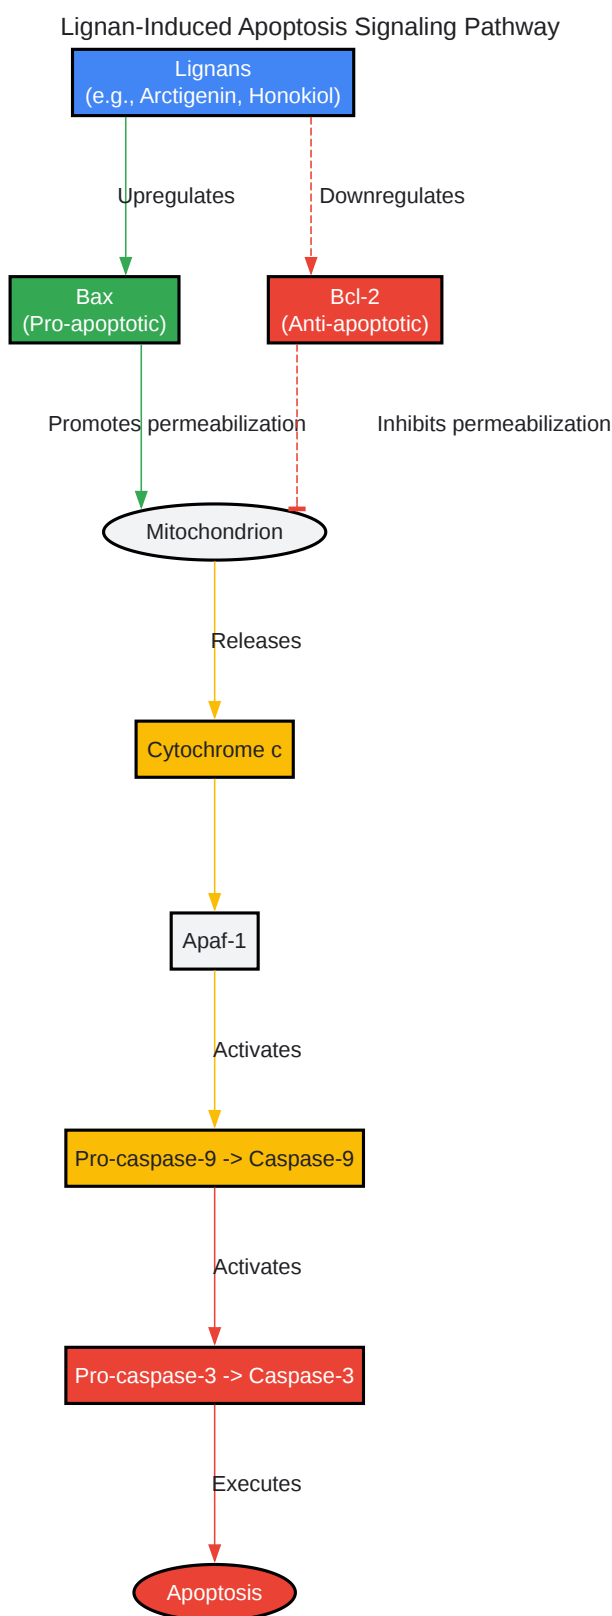 Lignan-Induced Apoptosis Signaling Pathway
Lignans
(e.g., Arctigenin, Honokiol)
Upregulates
Downregulates
Bax
(Pro-apoptotic)
Bcl-2
(Anti-apoptotic)
Promotes permeabilization
Inhibits permeabilization
Mitochondrion
Releases
Cytochrome c
Apaf-1
Activates
Pro-caspase-9 -> Caspase-9
Activates
Pro-caspase-3 -> Caspase-3
Executes
Apoptosis